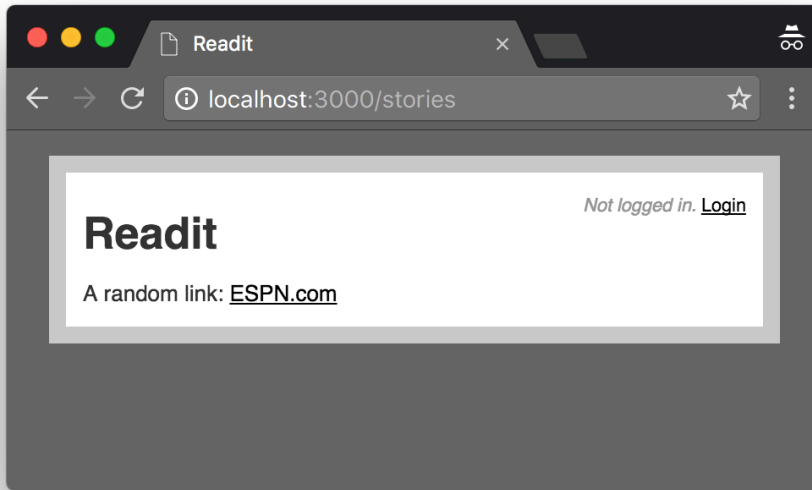 Readit
localhost:3000/stories
Not logged in. Login
Readit
A random link: ESPN.com